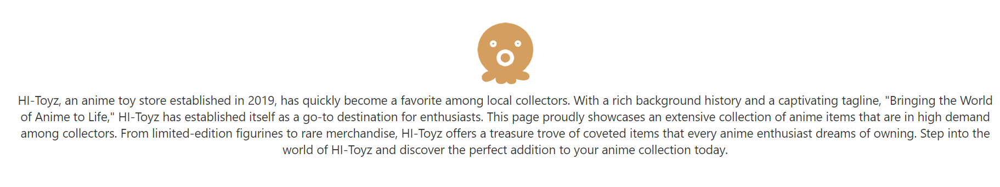 HI-Toyz, an anime toy store established in 2019, has quickly become a favorite among local collectors. With a rich background history and a captivating tagline, "Bringing the World
of Anime to Life," HI-Toyz has established itself as a go-to destination for enthusiasts. This page proudly showcases an extensive collection of anime items that are in high demand
among collectors. From limited-edition figurines to rare merchandise, HI-Toyz offers a treasure trove of coveted items that every anime enthusiast dreams of owning. Step into the
world of HI-Toyz and discover the perfect addition to your anime collection today.